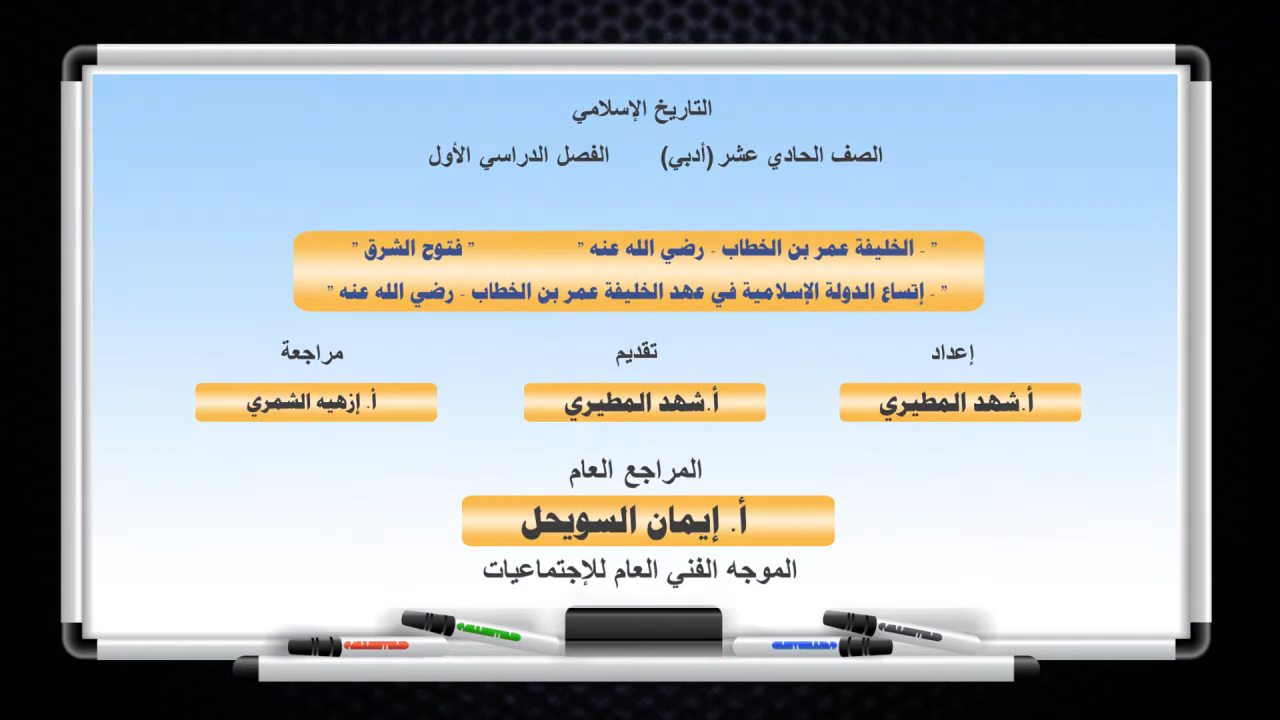 التاريخ الإسلامي
الصف الحادي عشر (أدبي) الفصل الدراسي الأول
" - الخليفة عمر بن الخطاب - رضي الله عنه " " فتوح الشرق "
" - إتساع الدولة الإسلامية في عهد الخليفة عمر بن الخطاب - رضي الله عنه "
إعداد تقديم مراجعة
أ.شهد المطيري أ.شهد المطيري أ. إزهيه الشمري
المراجع العام
أ. إيمان السويحل
الموجه الفني العام للإجتماعيات